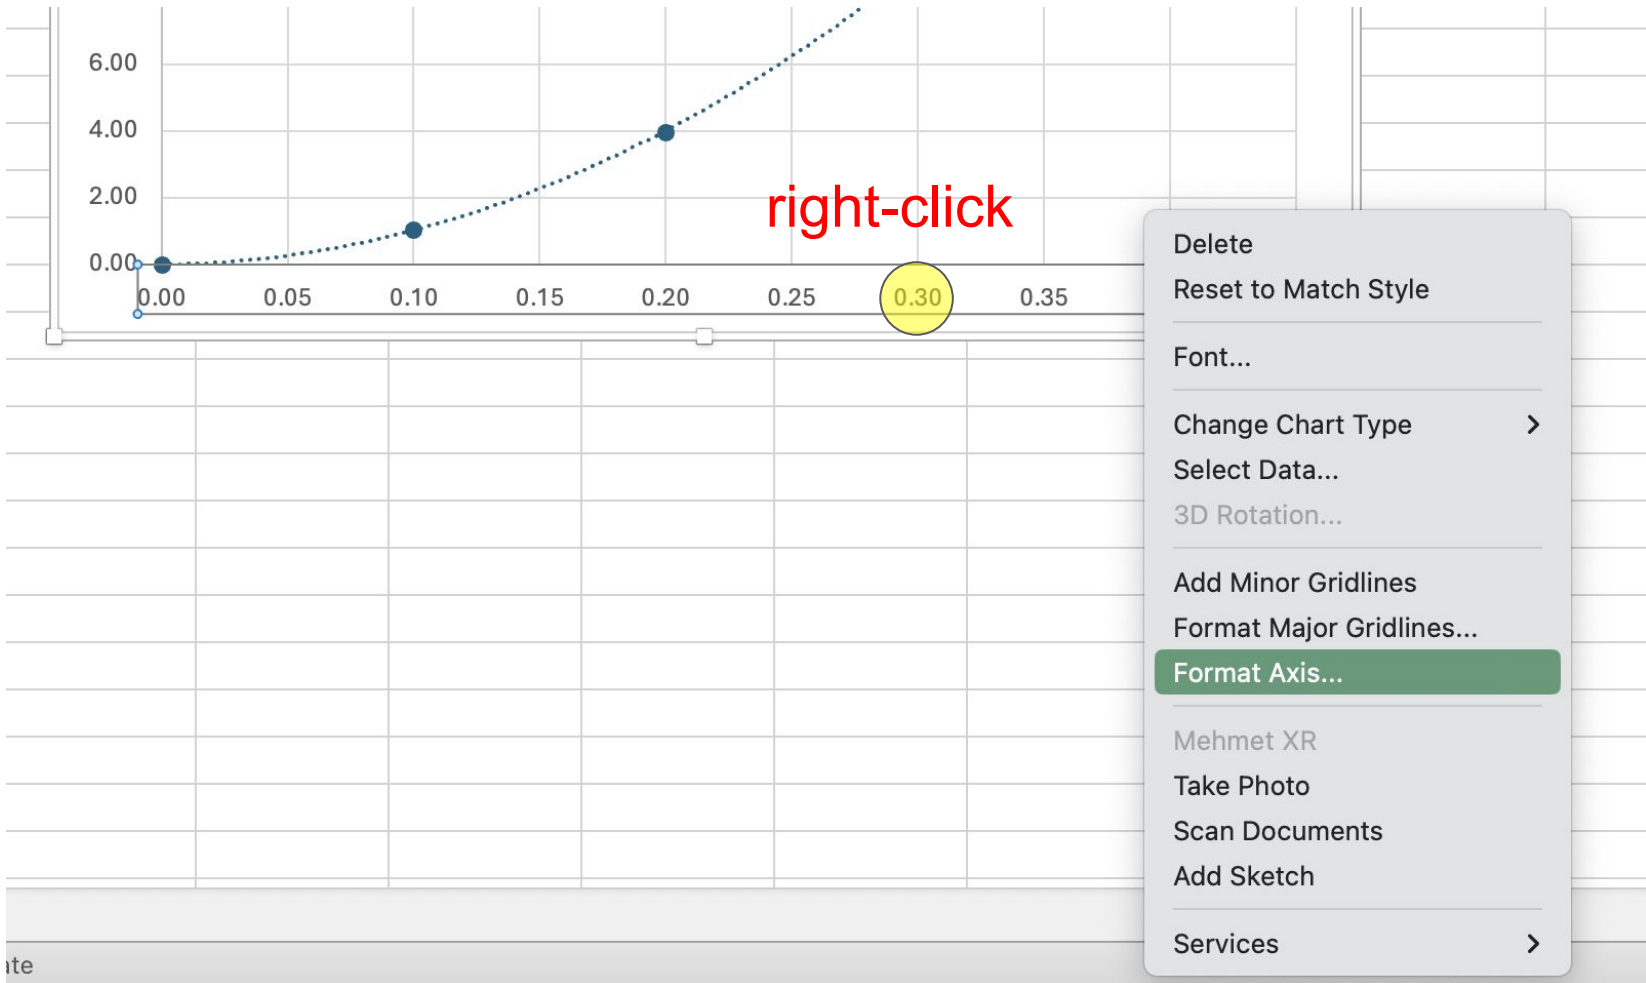 6.00
4.00
2.00
right-click
0.00
0.00 0.05 0.10 0.15 0.20 0.25 0.30 0.35
Delete
Reset to Match Style
Font...
Change Chart Type
Select Data...
3D Rotation...
Add Minor Gridlines
Format Major Gridlines...
Format Axis...
Mehmet XR
Take Photo
Scan Documents
Add Sketch
Services